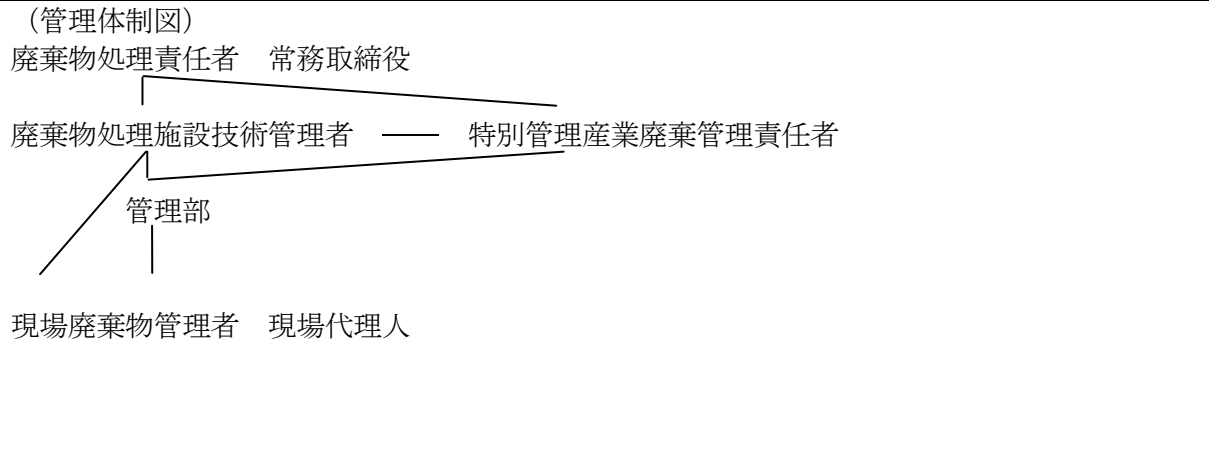 （管理体制図）
廃棄物処理責任者　常務取締役
廃棄物処理施設技術管理者　特別管理産業廃棄管理責任者
管理部
現場廃棄物管理者　現場代理人